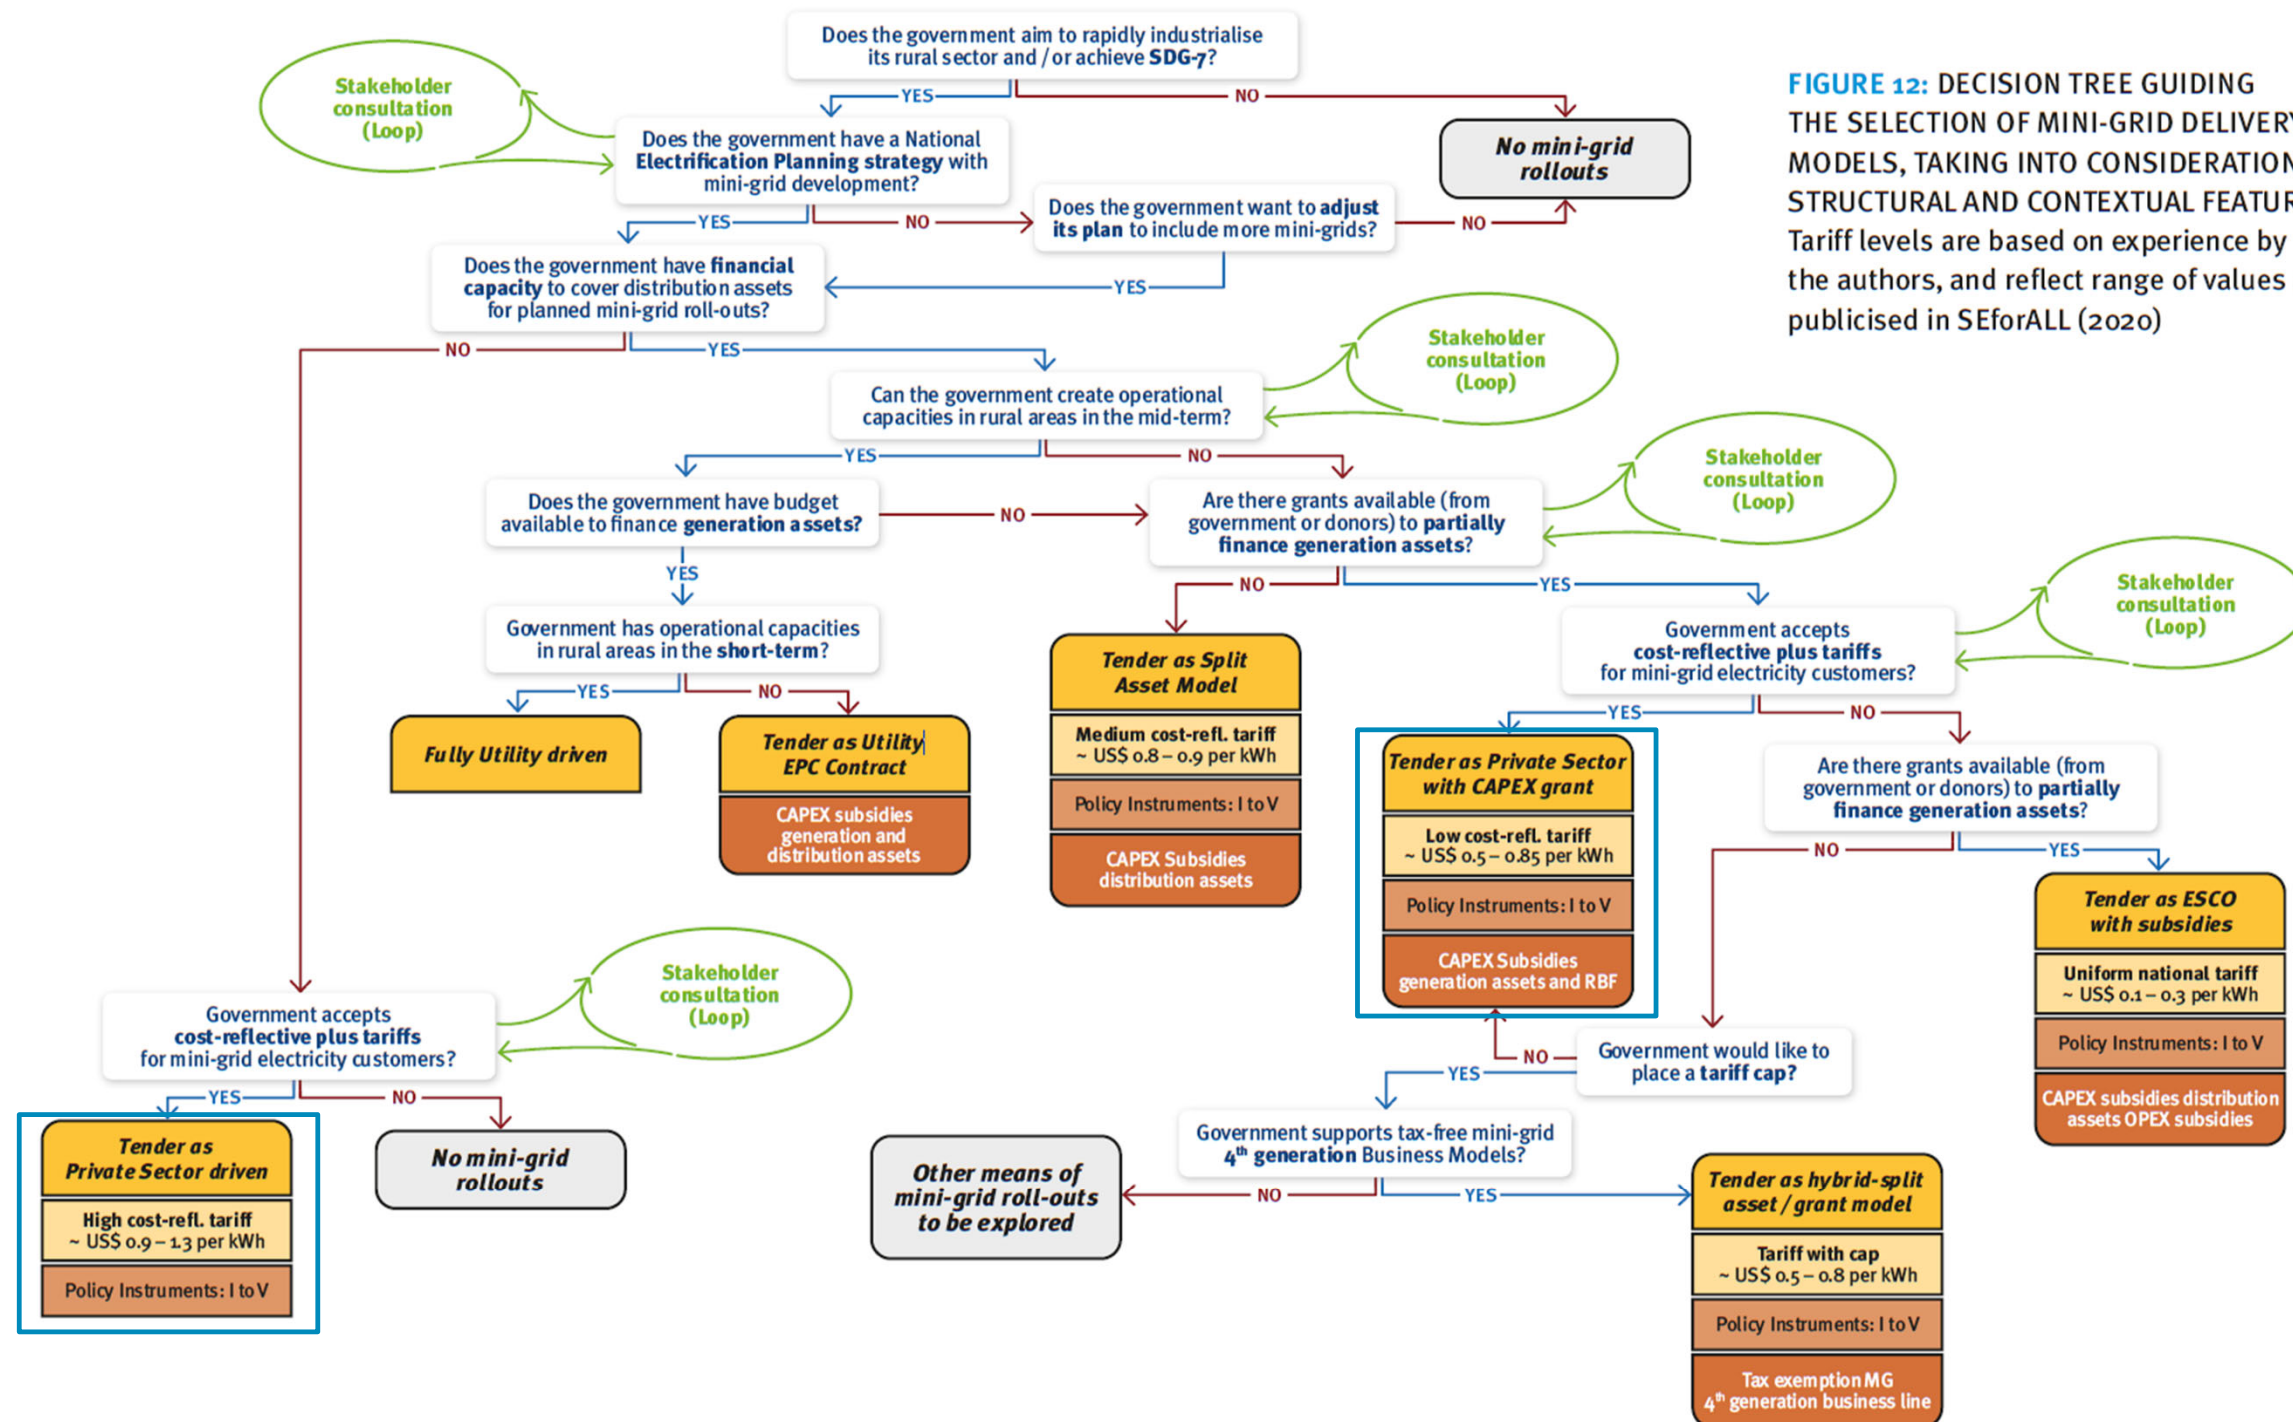 Does the government aim to rapidly industrialise
its rural sector and / or achieve SDG-7?
FIGURE 12: DECISION TREE GUIDING
THE SELECTION OF MINI-GRID DELIVERY
MODELS, TAKING INTO CONSIDERATION
STRUCTURAL AND CONTEXTUAL FEATUR
Tariff levels are based on experience by
the authors, and reflect range of values
publicised in SEforALL (2020)
YES
NO
Stakeholder
consultation
(Loop)
Does the government have a National
Electrification Planning strategy with
mini-grid development?
No mini-grid
rollouts
YES
NO
Does the government want to adjust
its plan to include more mini-grids?
NO
YES
Does the government have financial
capacity to cover distribution assets
for planned mini-grid roll-outs?
NO
YES
Stakeholder
consultation
(Loop)
Can the government create operational
capacities in rural areas in the mid-term?
YES
NO
Stakeholder
consultation
(Loop)
Does the government have budget
available to finance generation assets?
NO
Are there grants available (from
government or donors) to partially
finance generation assets?
YES
NO
YES
Stakeholder
consultation
(Loop)
Government has operational capacities
in rural areas in the short-term?
Government accepts
cost-reflective plus tariffs
for mini-grid electricity customers?
YES
NO
YES
NO
Fully Utility driven
Tender as Utility
EPC Contract
CAPEX subsidies
generation and
distribution assets
Tender as Split
Asset Model
Medium cost-refl. tariff
~ US$ 0.8 – 0.9 per kWh
Policy Instruments: I to V
CAPEX Subsidies
distribution assets
Tender as Private Sector
with CAPEX grant
Low cost-refl. tariff
~ US$ 0.5 – 0.85 per kWh
Policy Instruments: I to V
CAPEX Subsidies
generation assets and RBF
Are there grants available (from
government or donors) to partially
finance generation assets?
NO
YES
Tender as ESCO
with subsidies
Uniform national tariff
~ US$ 0.1 – 0.3 per kWh
Policy Instruments: I to V
CAPEX subsidies distribution
assets OPEX subsidies
Stakeholder
consultation
(Loop)
Government accepts
cost-reflective plus tariffs
for mini-grid electricity customers?
YES
NO
Government would like to
place a tariff cap?
NO
YES
Government supports tax-free mini-grid
4th generation Business Models?
NO
YES
Tender as
Private Sector driven
High cost-refl. tariff
~ US$ 0.9 – 1.3 per kWh
Policy Instruments: I to V
No mini-grid
rollouts
Other means of
mini-grid roll-outs
to be explored
Tender as hybrid-split
asset / grant model
Tariff with cap
~ US$ 0.5 – 0.8 per kWh
Policy Instruments: I to V
Tax exemption MG
4th generation business line